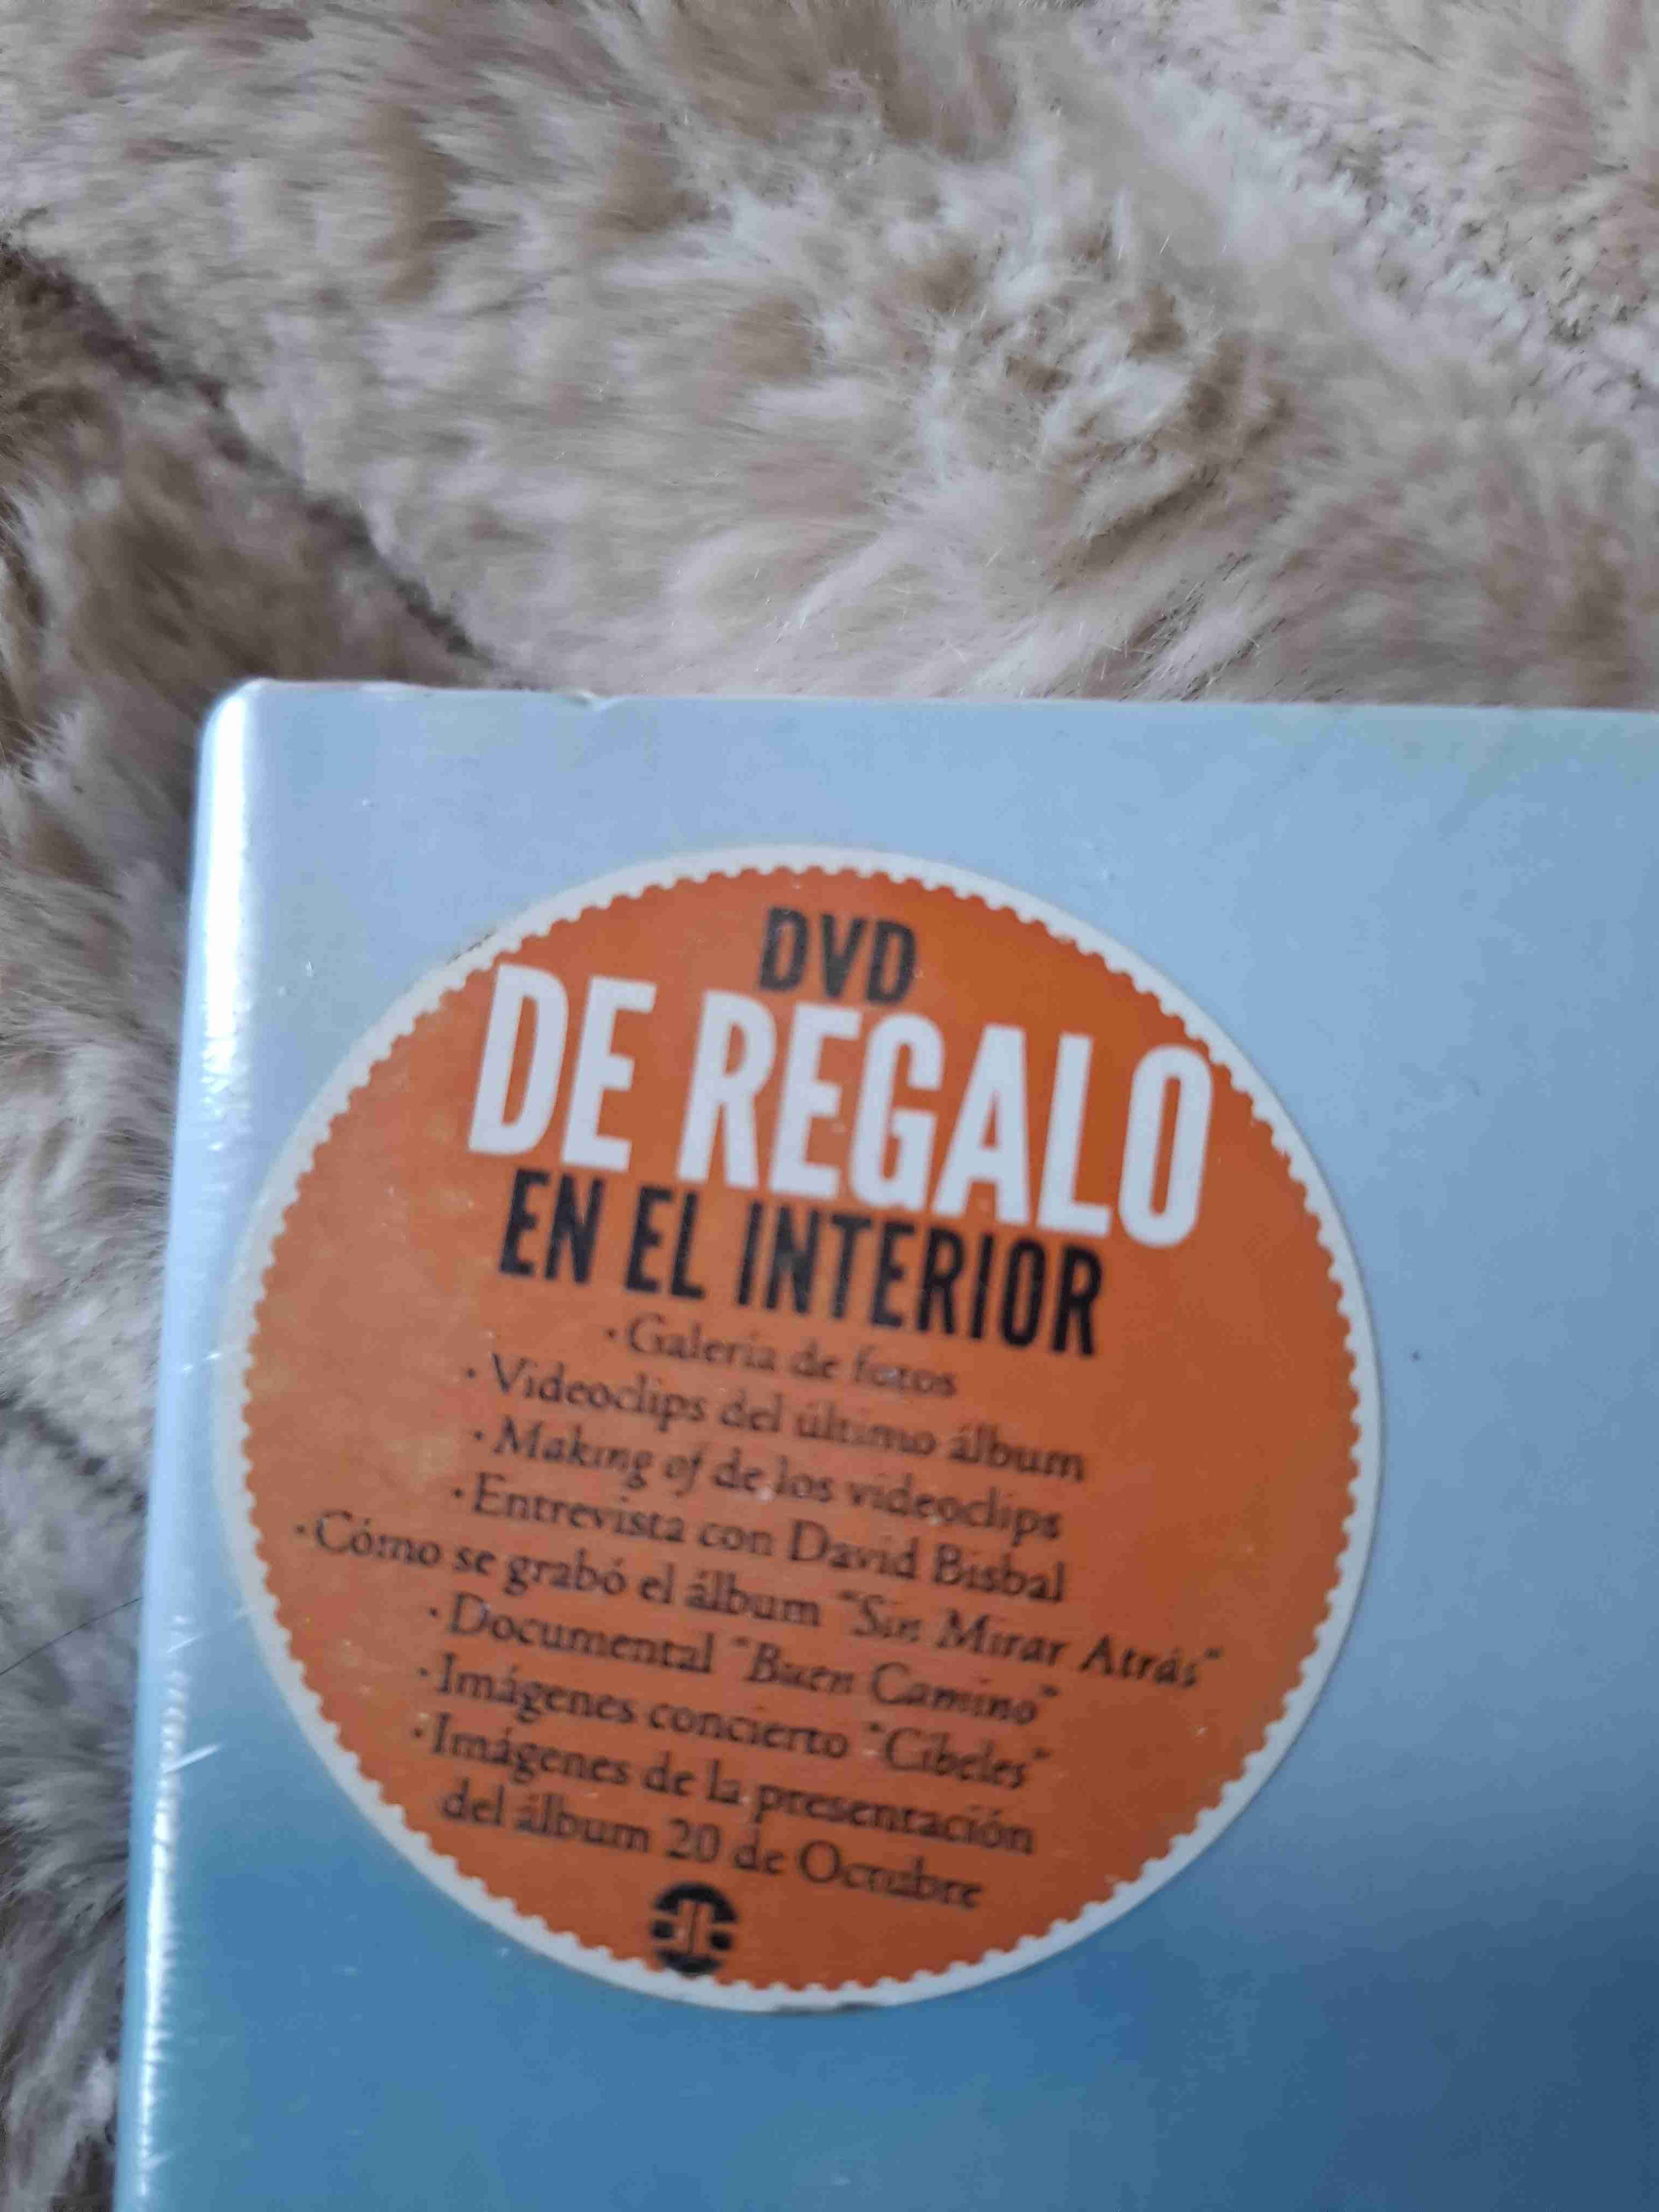 DVD
DE REGALO
EN EL INTERIOR
· Galería de fotos
· Videoclips del último álbum
· Making of de los videoclips
· Entrevista con David Bisbal
· Cómo se grabó el álbum "Sin Mirar Atrás"
· Documental "Buen Camino"
· Imágenes concierto "Cibeles"
· Imágenes de la presentación
del álbum 20 de Octubre